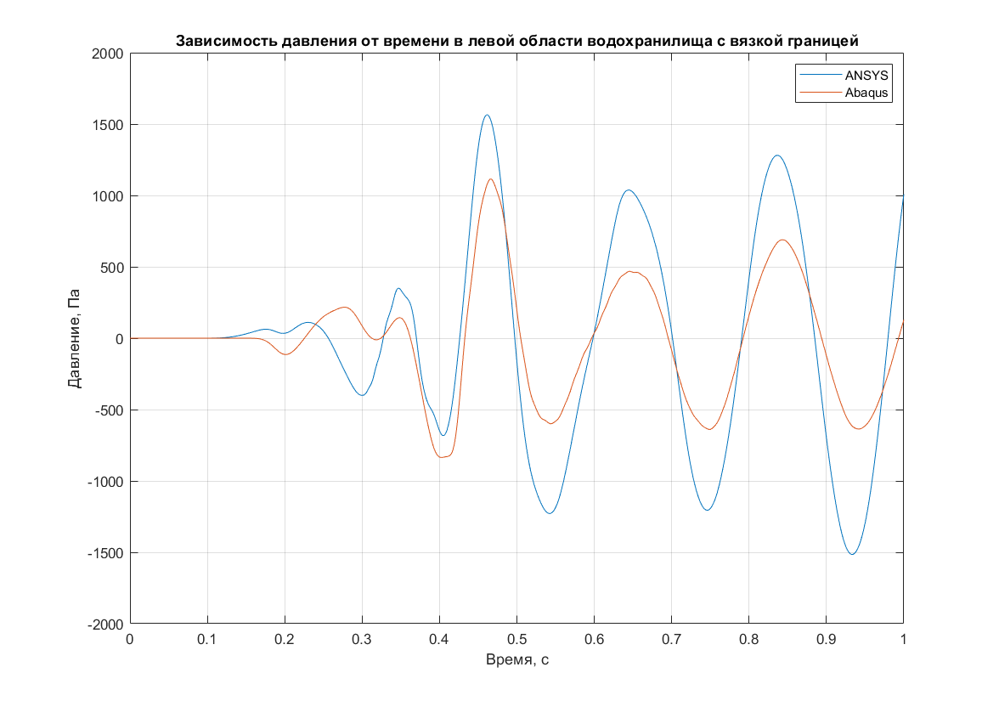 Зависимость давления от времени в левой области водохранилища с вязкой границей
ANSYS
Abaqus
Давление, Па
2000
1500
1000
500
0
-500
-1000
-1500
-2000
0 0.1 0.2 0.3 0.4 0.5 0.6 0.7 0.8 0.9 1
Время, с